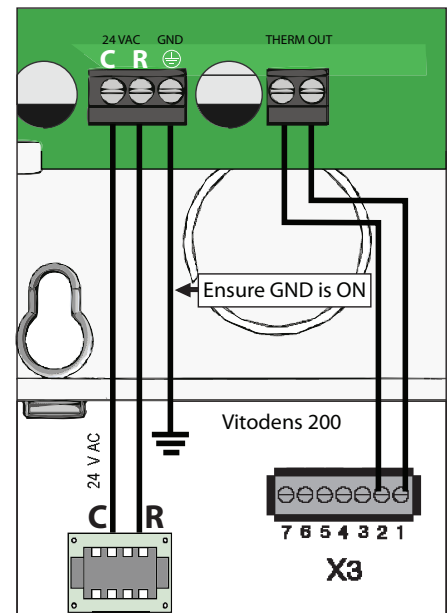 24 VAC GND THERM OUT
C R
Ensure GND is ON
Vitodens 200
24 V AC
C R
7 6 5 4 3 2 1
X3